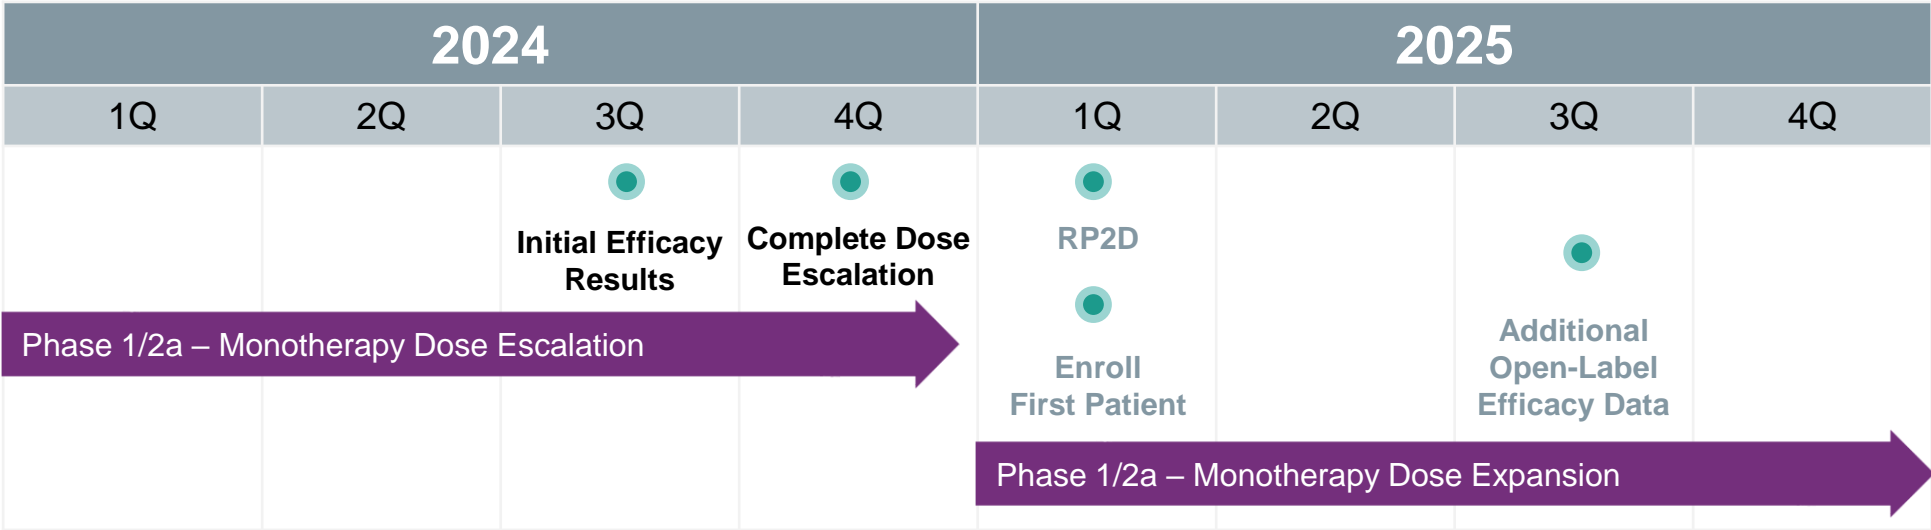 2024
2025
1Q
2Q
3Q
4Q
1Q
2Q
3Q
4Q
Initial Efficacy
Results
Complete Dose
Escalation
RP2D
Enroll
First Patient
Additional
Open-Label
Efficacy Data
Phase 1/2a – Monotherapy Dose Escalation
Phase 1/2a – Monotherapy Dose Expansion